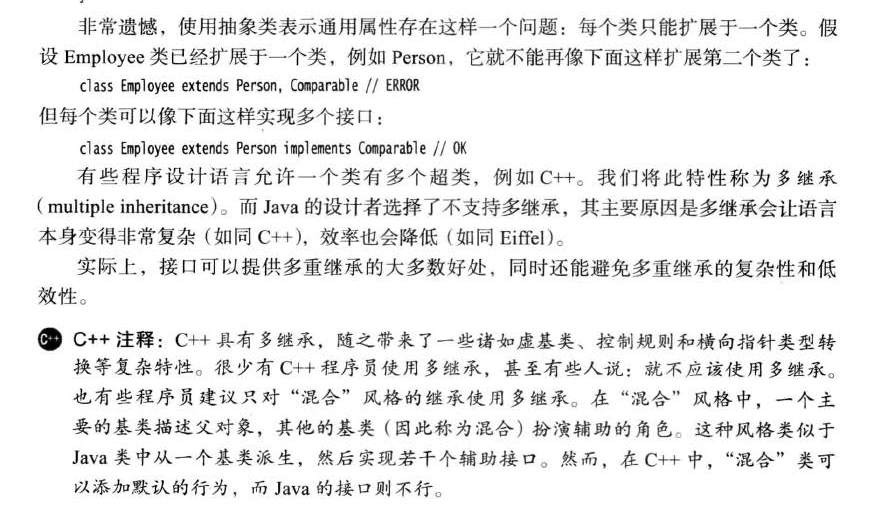 非常遗憾，使用抽象类表示通用属性存在这样一个问题：每个类只能扩展于一个类。假
设 Employee 类已经扩展于一个类，例如 Person，它就不能再像下面这样扩展第二个类了：
class Employee extends Person, Comparable // ERROR
但每个类可以像下面这样实现多个接口：
class Employee extends Person implements Comparable // OK
有些程序设计语言允许一个类有多个超类，例如 C++。我们将此特性称为多继承
（multiple inheritance）。而 Java 的设计者选择了不支持多继承，其主要原因是多继承会让语言
本身变得非常复杂（如同 C++），效率也会降低（如同 Eiffel）。
实际上，接口可以提供多重继承的大多数好处，同时还能避免多重继承的复杂性和低
效性。
C++ C++ 注释：C++ 具有多继承，随之带来了一些诸如虚基类、控制规则和横向指针类型转
换等复杂特性。很少有 C++ 程序员使用多继承，甚至有些人说：就不应该使用多继承。
也有些程序员建议只对“混合”风格的继承使用多继承。在“混合”风格中，一个主
要的基类描述父对象，其他的基类（因此称为混合）扮演辅助的角色。这种风格类似于
Java 类中从一个基类派生，然后实现若干个辅助接口。然而，在 C++ 中，“混合”类可
以添加默认的行为，而 Java 的接口则不行。